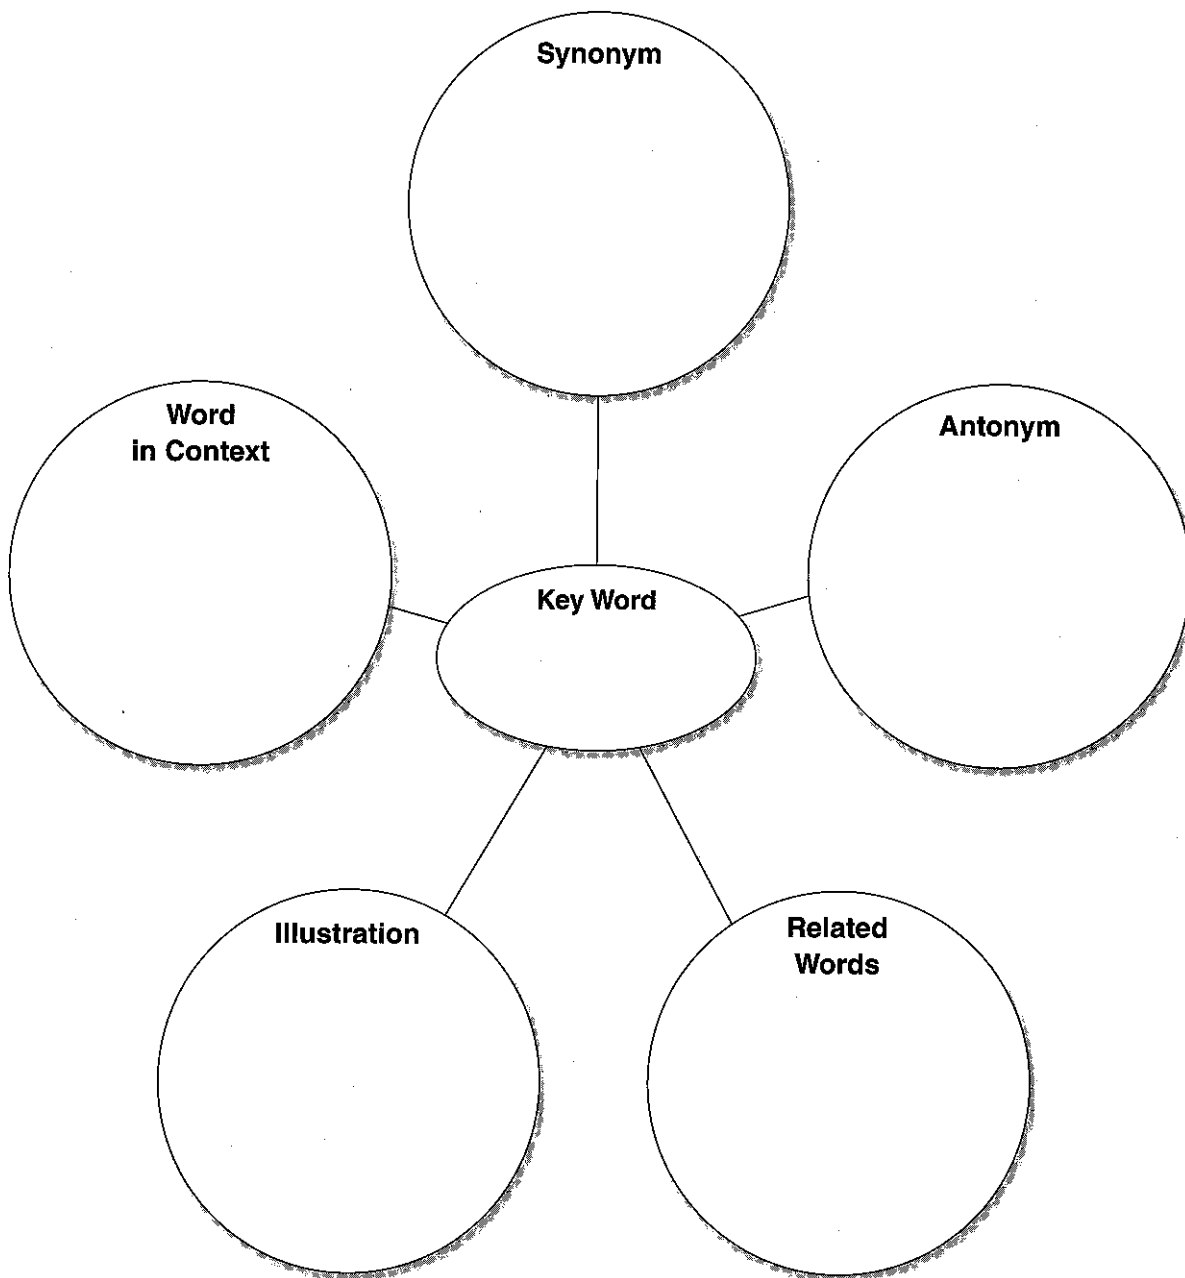 Synonym
Word
in Context
Antonym
Key Word
Illustration
Related
Words